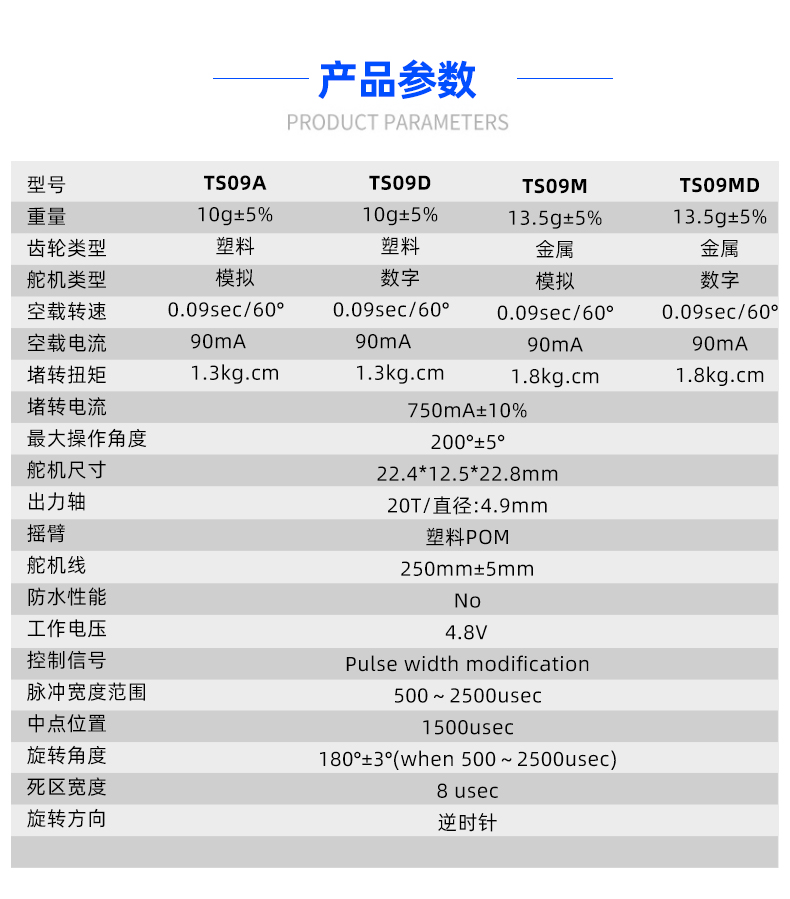 产品参数
PRODUCT PARAMETERS
型号 TS09A TS09D TS09M TS09MD
重量 10g±5% 10g±5% 13.5g±5% 13.5g±5%
齿轮类型 塑料 塑料 金属 金属
舵机类型 模拟 数字 模拟 数字
空载转速 0.09sec/60° 0.09sec/60° 0.09sec/60° 0.09sec/60°
空载电流 90mA 90mA 90mA 90mA
堵转扭矩 1.3kg.cm 1.3kg.cm 1.8kg.cm 1.8kg.cm
堵转电流 750mA±10%
最大操作角度 200°±5°
舵机尺寸 22.4*12.5*22.8mm
出力轴 20T/直径:4.9mm
摇臂 塑料POM
舵机线 250mm±5mm
防水性能 No
工作电压 4.8V
控制信号 Pulse width modification
脉冲宽度范围 500～2500usec
中点位置 1500usec
旋转角度 180°±3°(when 500～2500usec)
死区宽度 8 usec
旋转方向 逆时针